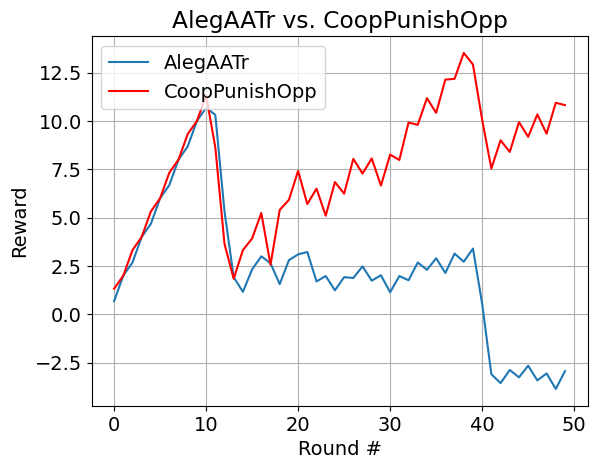 AlegAATr vs. CoopPunishOpp
AlegAATr
CoopPunishOpp
12.5
10.0
7.5
5.0
2.5
0.0
−2.5
Reward
0 10 20 30 40 50
Round #